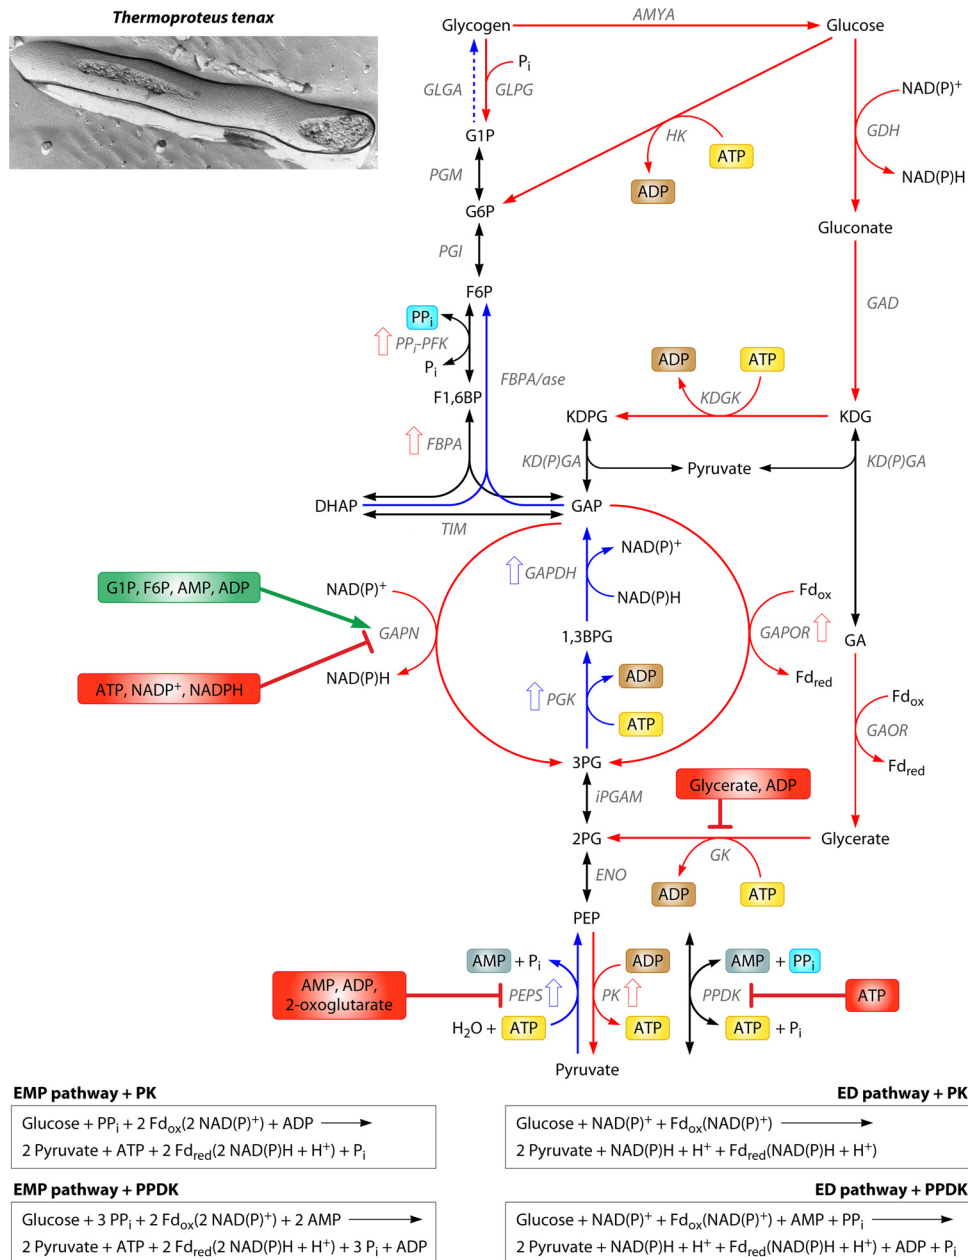 Thermoproteus tenax
Glycogen
AMYA
Glucose
Pi
GLGA
GLPG
NAD(P)+
GDH
NAD(P)H
G1P
HK
ATP
ADP
PGM
G6P
Gluconate
PGI
GAD
F6P
PPi
PPi-PFK
Pi
FBPA/ase
ADP
ATP
KDGK
F1,6BP
KDPG
KDG
FBPA
KD(P)GA
Pyruvate
KD(P)GA
DHAP
GAP
TIM
NAD(P)+
GAPDH
NAD(P)H
G1P, F6P, AMP, ADP
NAD(P)+
GAPN
NAD(P)H
ATP, NADP+, NADPH
Fdox
GAPOR
Fdred
1,3BPG
GA
ADP
PGK
ATP
Fdox
GAOR
Fdred
3PG
iPGAM
Glycerate, ADP
2PG
Glycerate
GK
ADP
ATP
ENO
PEP
AMP + Pi
ADP
AMP + PPi
AMP, ADP,
2-oxoglutarate
PEPS
PK
PPDK
ATP
H2O + ATP
ATP
ATP + Pi
Pyruvate
EMP pathway + PK
Glucose + PPi + 2 Fdox(2 NAD(P)+) + ADP
2 Pyruvate + ATP + 2 Fdred(2 NAD(P)H + H+) + Pi
ED pathway + PK
Glucose + NAD(P)+ + Fdox(NAD(P)+)
2 Pyruvate + NAD(P)H + H+ + Fdred(NAD(P)H + H+)
EMP pathway + PPDK
Glucose + 3 PPi + 2 Fdox(2 NAD(P)+) + 2 AMP
2 Pyruvate + ATP + 2 Fdred(2 NAD(P)H + H+) + 3 Pi + ADP
ED pathway + PPDK
Glucose + NAD(P)+ + Fdox(NAD(P)+) + AMP + PPi
2 Pyruvate + NAD(P)H + H+ + Fdred(NAD(P)H + H+) + ADP + Pi